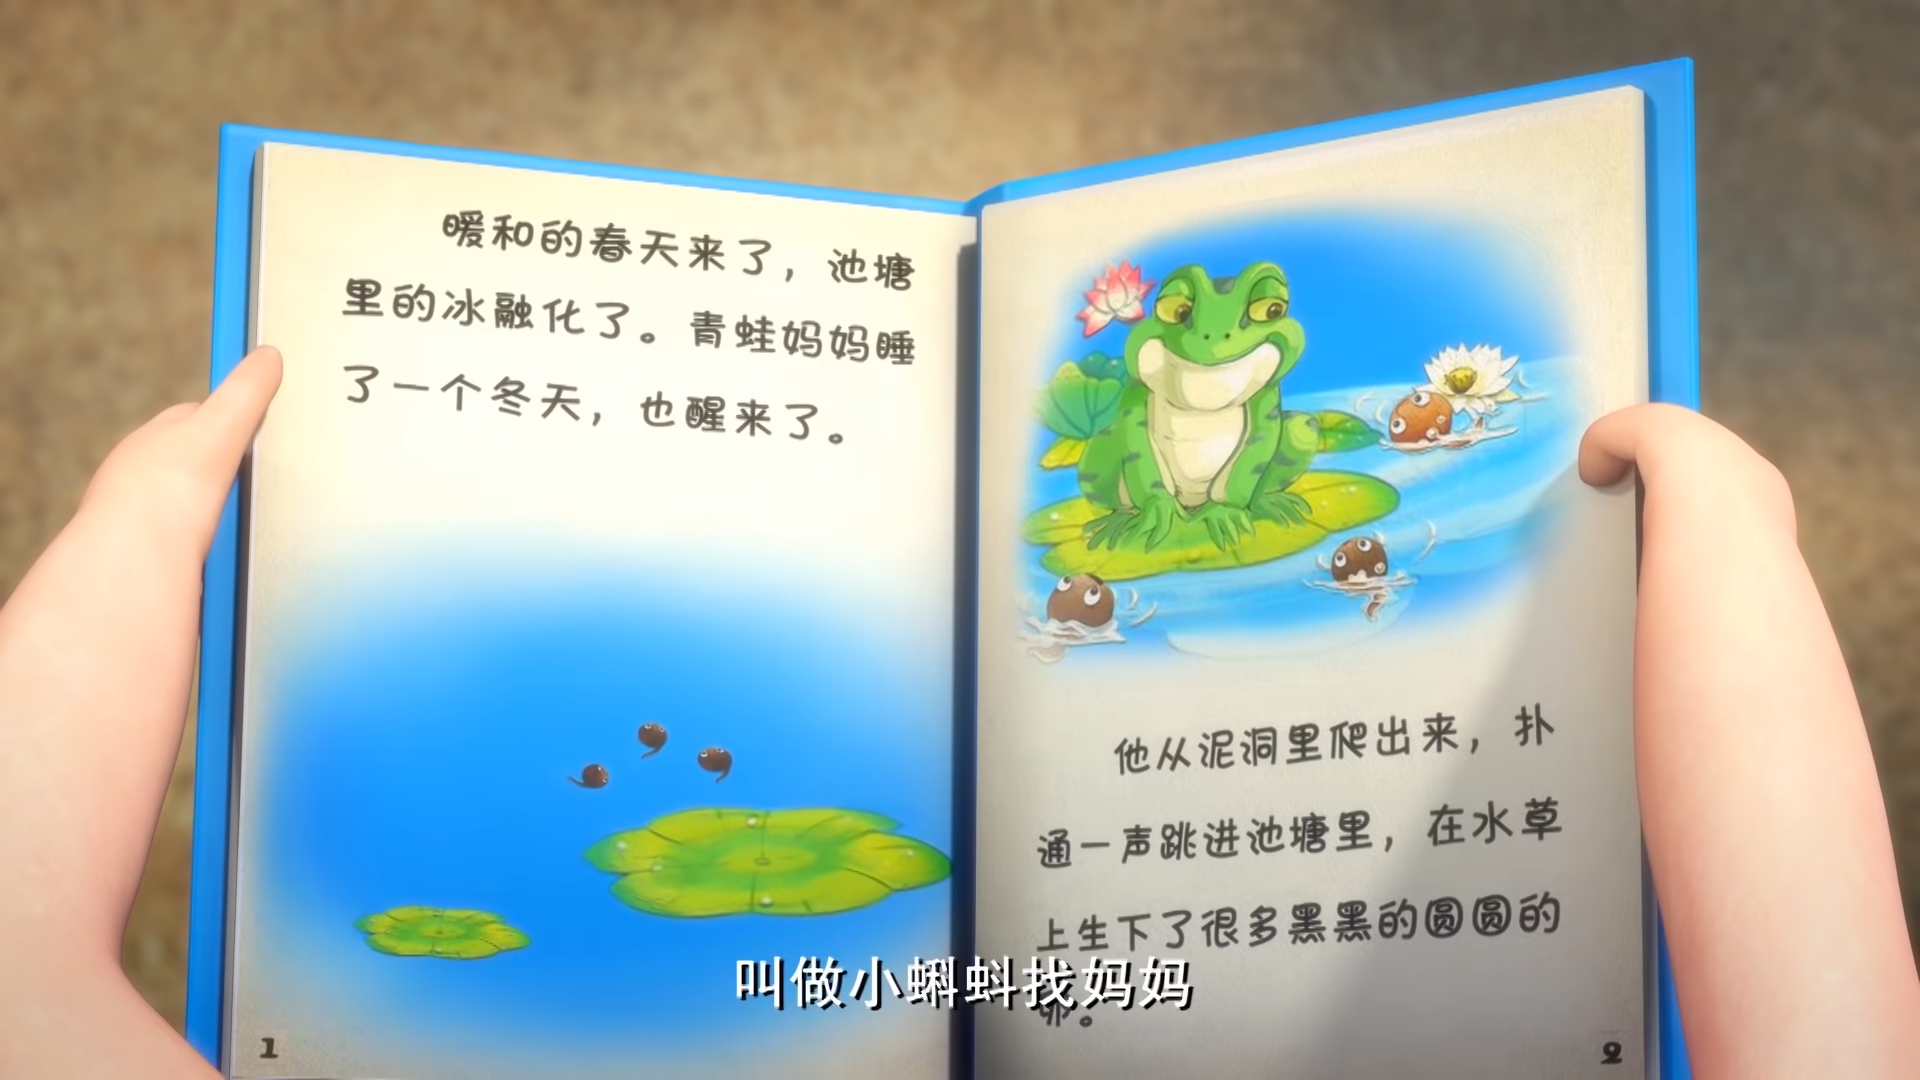 暖和的春天来了，池塘
里的冰融化了。青蛙妈妈睡
了一个冬天，也醒来了。
1
他从泥洞里爬出来，扑
通一声跳进池塘里，在水草
上生下了很多黑黑的圆圆的
卵。
2
叫做小蝌蚪找妈妈